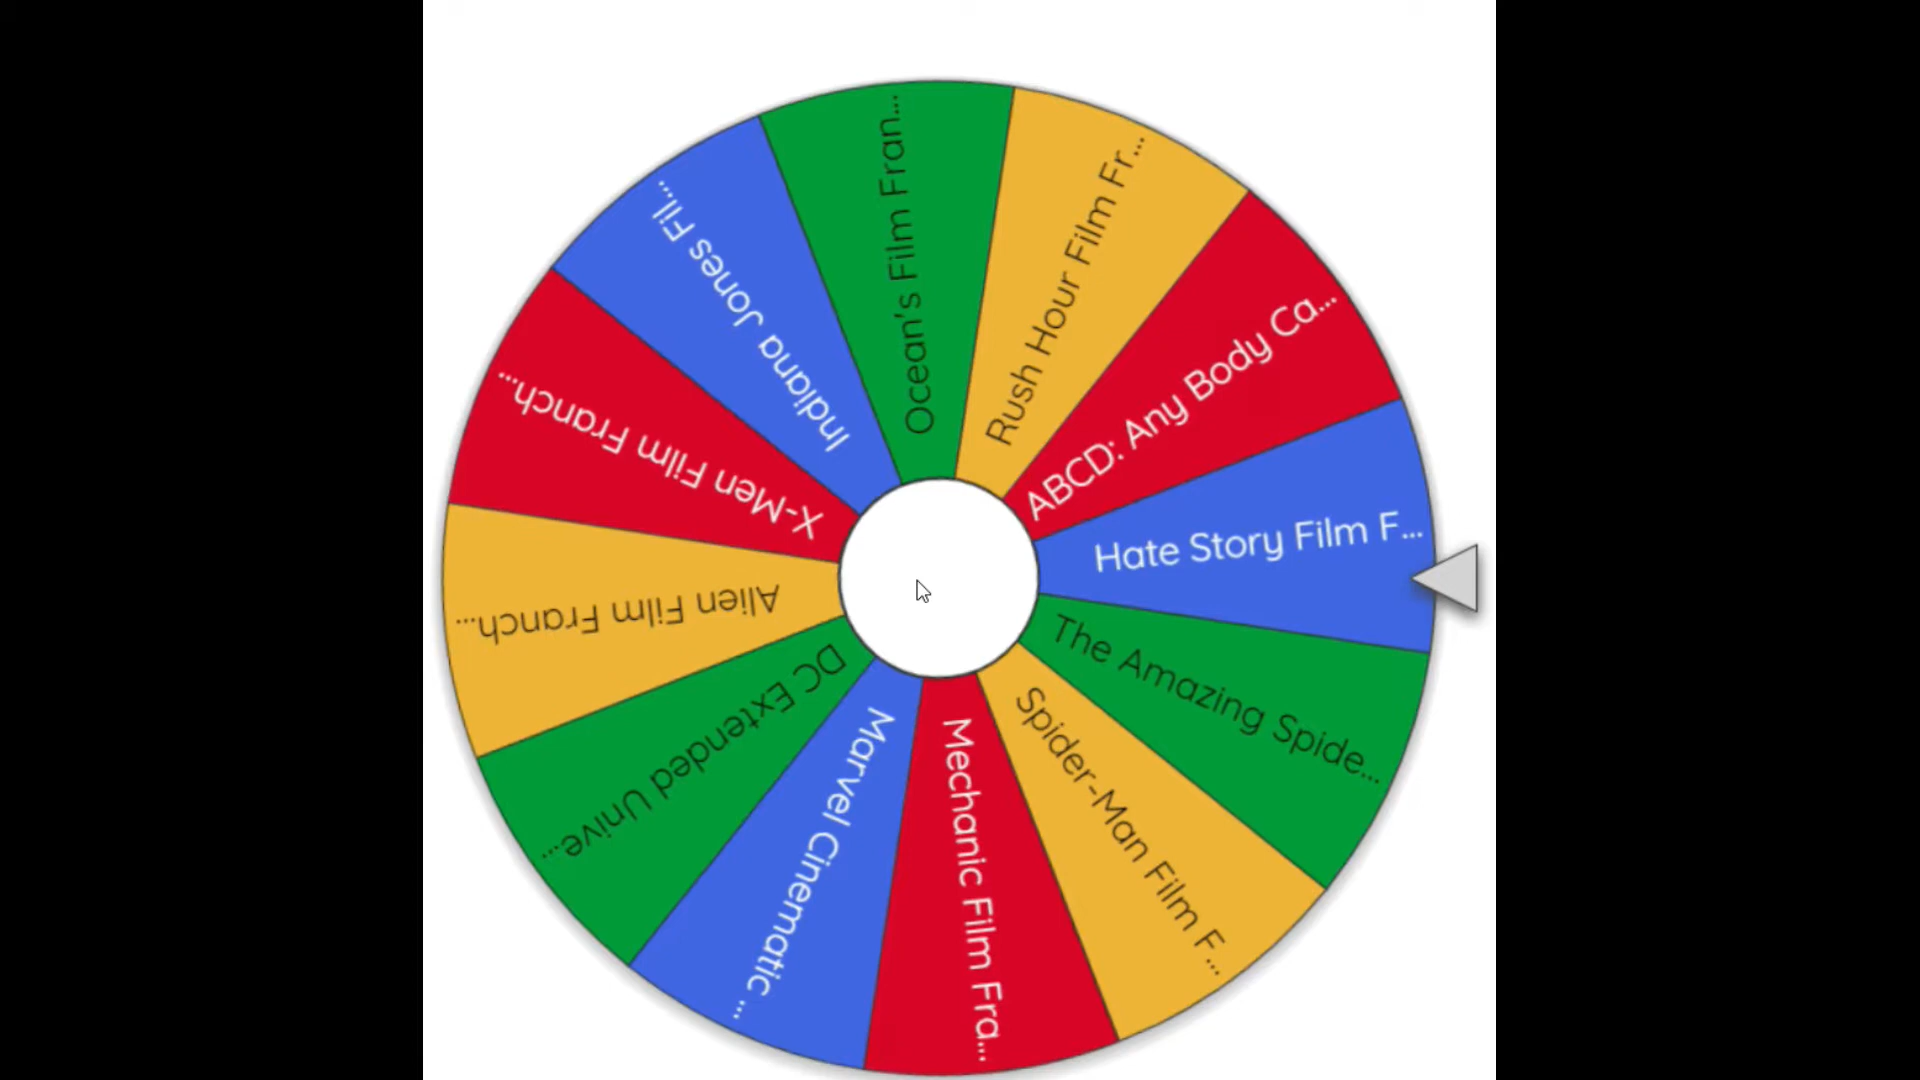 Ocean's Film Fran...
Rush Hour Film Fr...
ABCD: Any Body Ca...
Hate Story Film F...
The Amazing Spide...
Spider-Man Film F...
Mechanic Film Fra...
Marvel Cinematic ...
DC Extended Unive...
Alien Film Franch...
X-Men Film Franch...
Indiana Jones Fil...